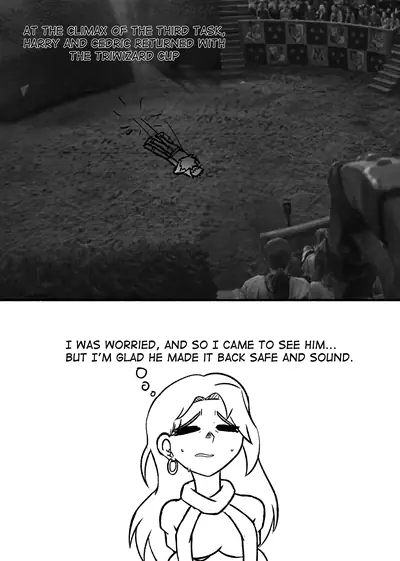 AT THE CLIMAX OF THE THIRD TASK,
HARRY AND CEDRIC RETURNED WITH
THE TRIWIZARD CUP
I WAS WORRIED, AND SO I CAME TO SEE HIM...
BUT I'M GLAD HE MADE IT BACK SAFE AND SOUND.